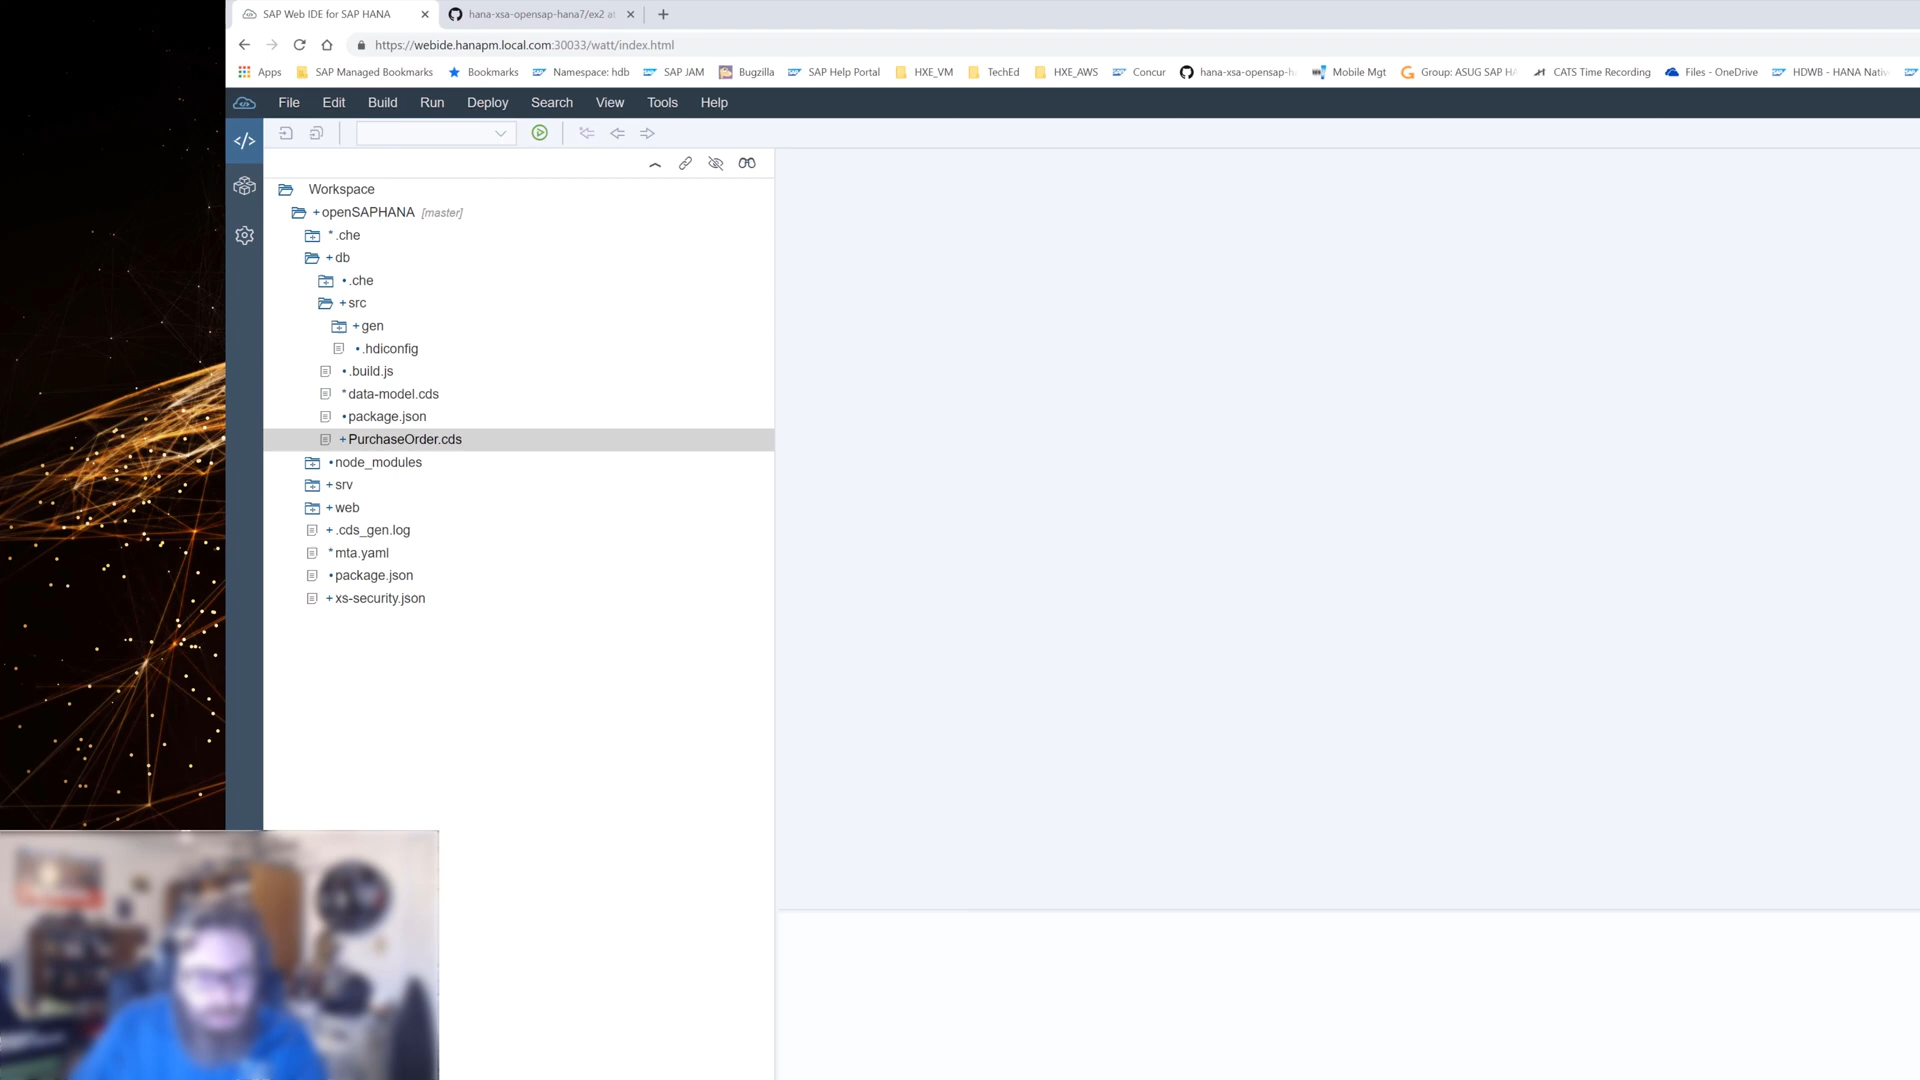 SAP Web IDE for SAP HANA
hana-xsa-opensap-hana7/ex2 at
https://webide.hanapm.local.com:30033/watt/index.html
Apps SAP Managed Bookmarks Bookmarks Namespace: hdb SAP JAM Bugzilla SAP Help Portal HXE_VM TechEd HXE_AWS Concur hana-xsa-opensap-h Mobile Mgt Group: ASUG SAP HA CATS Time Recording Files - OneDrive HDWB - HANA Nativ
File Edit Build Run Deploy Search View Tools Help
Workspace
+ openSAPHANA [master]
* .che
+ db
• .che
+ src
+ gen
• .hdiconfig
• .build.js
* data-model.cds
• package.json
+ PurchaseOrder.cds
• node_modules
+ srv
+ web
+ .cds_gen.log
* mta.yaml
• package.json
+ xs-security.json